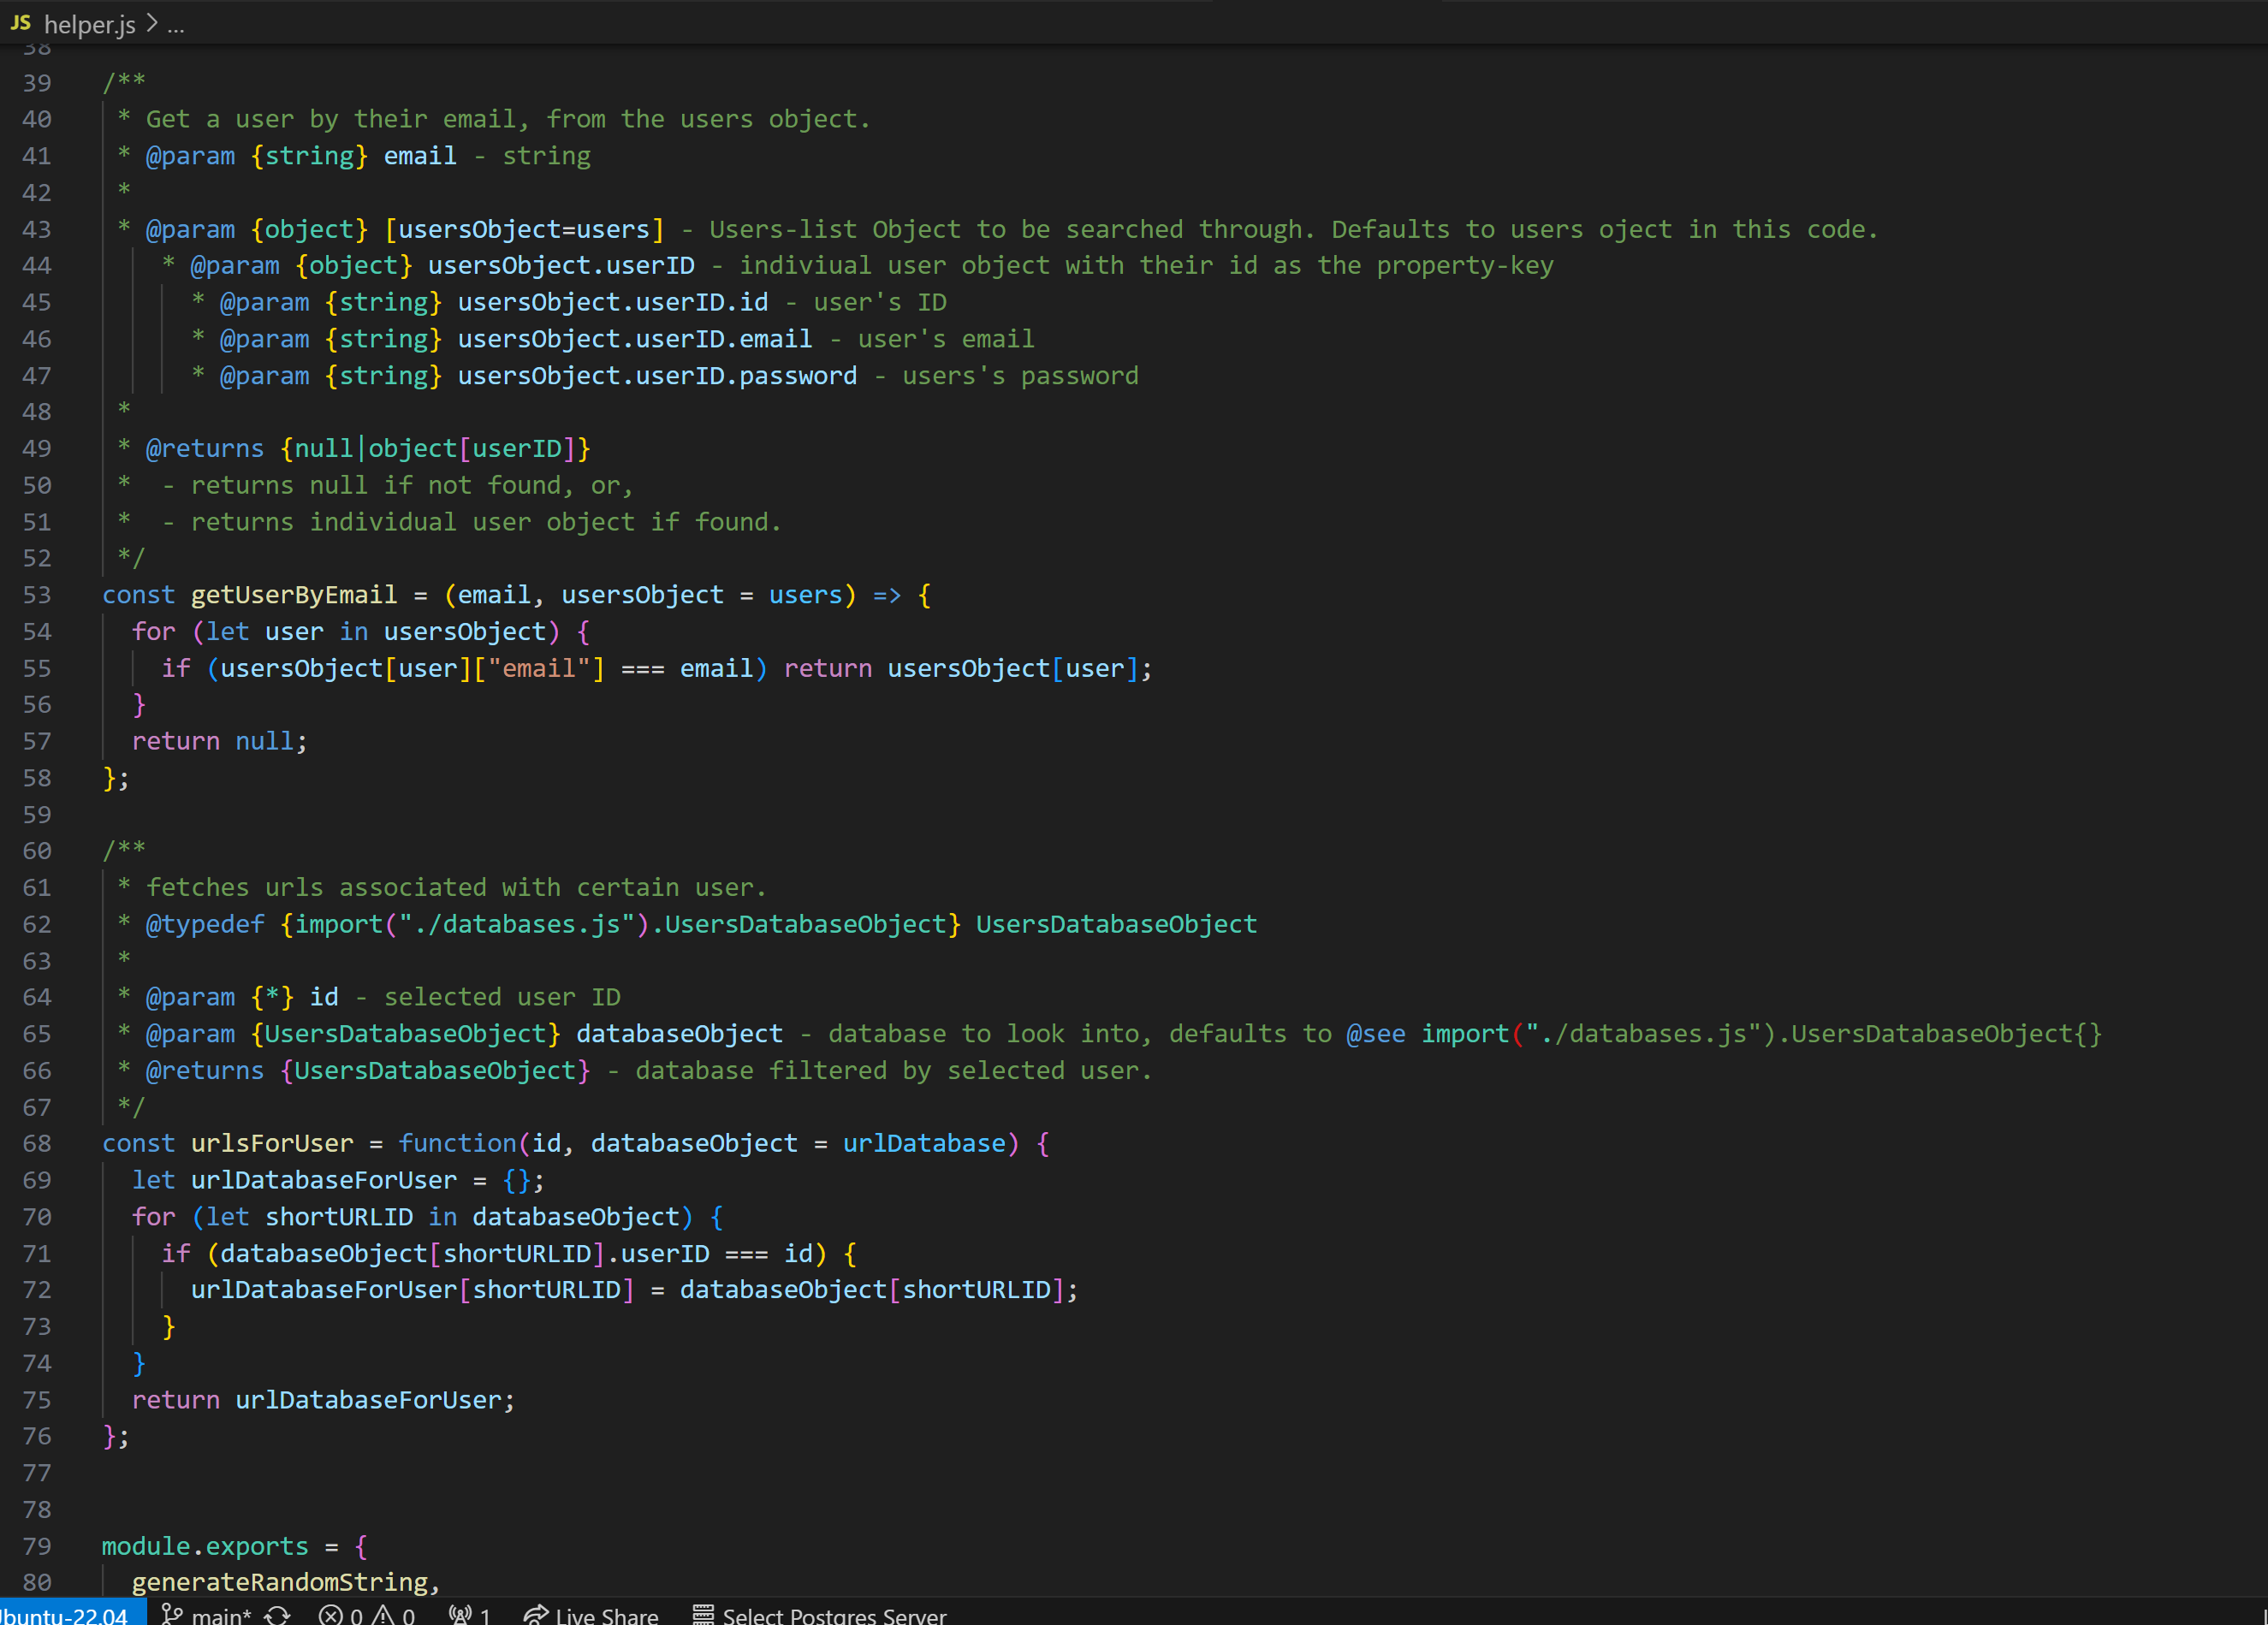 JS helper.js > ...
38
39 /**
40  * Get a user by their email, from the users object.
41  * @param {string} email - string
42  *
43  * @param {object} [usersObject=users] - Users-list Object to be searched through. Defaults to users oject in this code.
44    * @param {object} usersObject.userID - indiviual user object with their id as the property-key
45      * @param {string} usersObject.userID.id - user's ID
46      * @param {string} usersObject.userID.email - user's email
47      * @param {string} usersObject.userID.password - users's password
48  *
49  * @returns {null|object[userID]}
50  *  - returns null if not found, or,
51  *  - returns individual user object if found.
52  */
53 const getUserByEmail = (email, usersObject = users) => {
54   for (let user in usersObject) {
55     if (usersObject[user]["email"] === email) return usersObject[user];
56   }
57   return null;
58 };
59
60 /**
61  * fetches urls associated with certain user.
62  * @typedef {import("./databases.js").UsersDatabaseObject} UsersDatabaseObject
63  *
64  * @param {*} id - selected user ID
65  * @param {UsersDatabaseObject} databaseObject - database to look into, defaults to @see import("./databases.js").UsersDatabaseObject{}
66  * @returns {UsersDatabaseObject} - database filtered by selected user.
67  */
68 const urlsForUser = function(id, databaseObject = urlDatabase) {
69   let urlDatabaseForUser = {};
70   for (let shortURLID in databaseObject) {
71     if (databaseObject[shortURLID].userID === id) {
72       urlDatabaseForUser[shortURLID] = databaseObject[shortURLID];
73     }
74   }
75   return urlDatabaseForUser;
76 };
77
78
79 module.exports = {
80   generateRandomString,
buntu-22.04 main* 0 0 1 Live Share Select Postgres Server